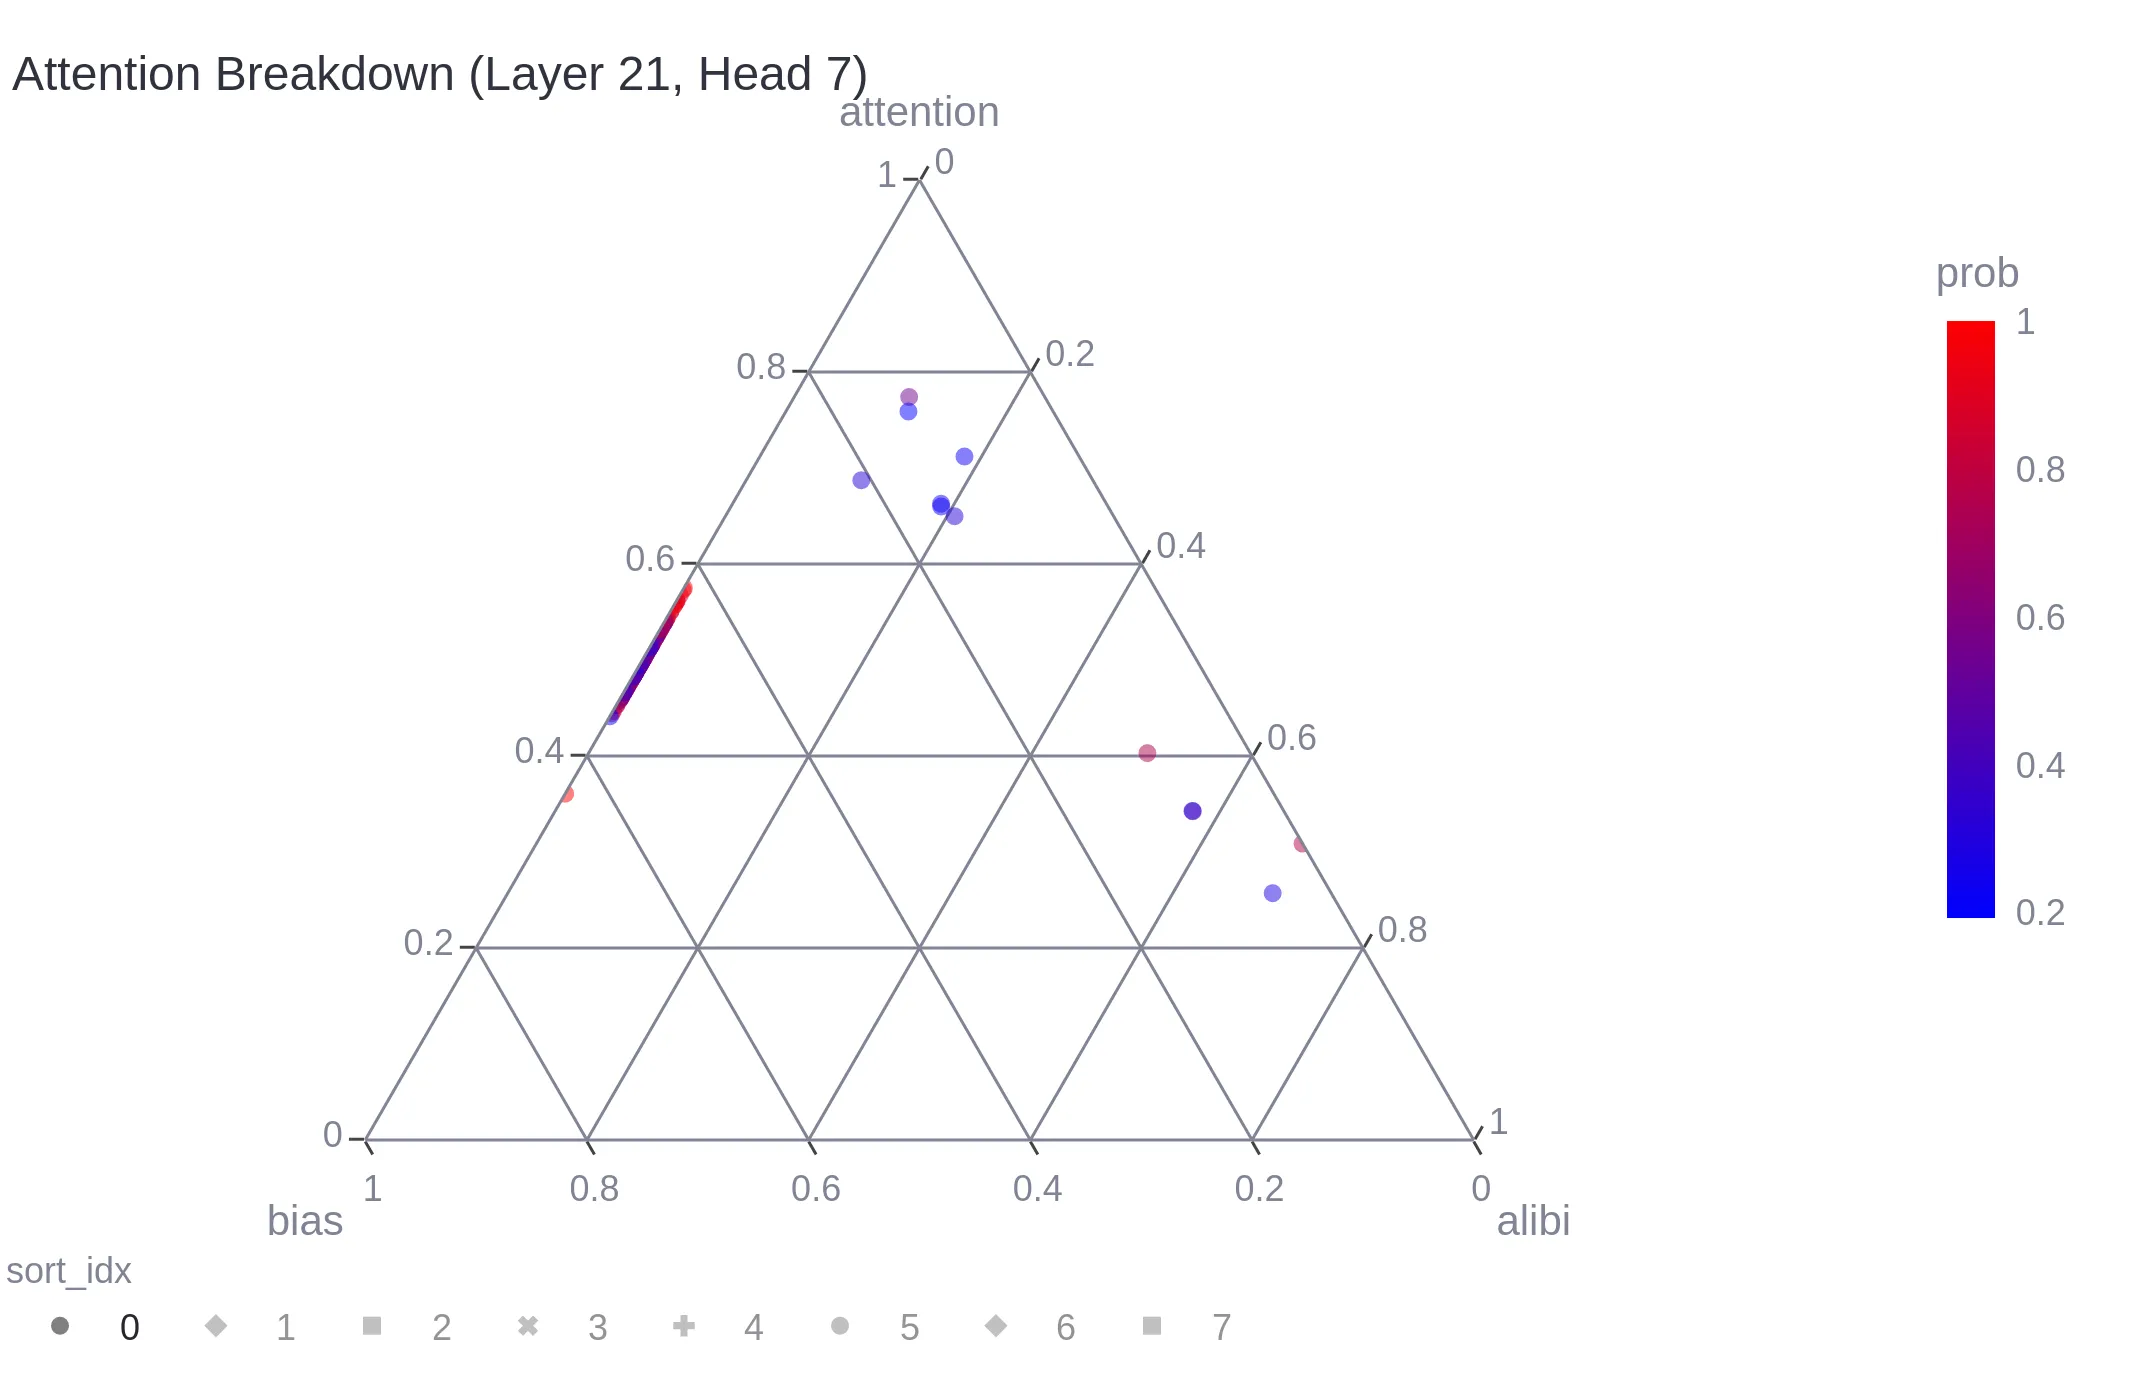 Attention Breakdown (Layer 21, Head 7)
attention
1 0
0.8 0.2
0.6 0.4
0.4 0.6
0.2 0.8
0 1
1 0.8 0.6 0.4 0.2 0
bias alibi
prob
1
0.8
0.6
0.4
0.2
sort_idx
0 1 2 3 4 5 6 7